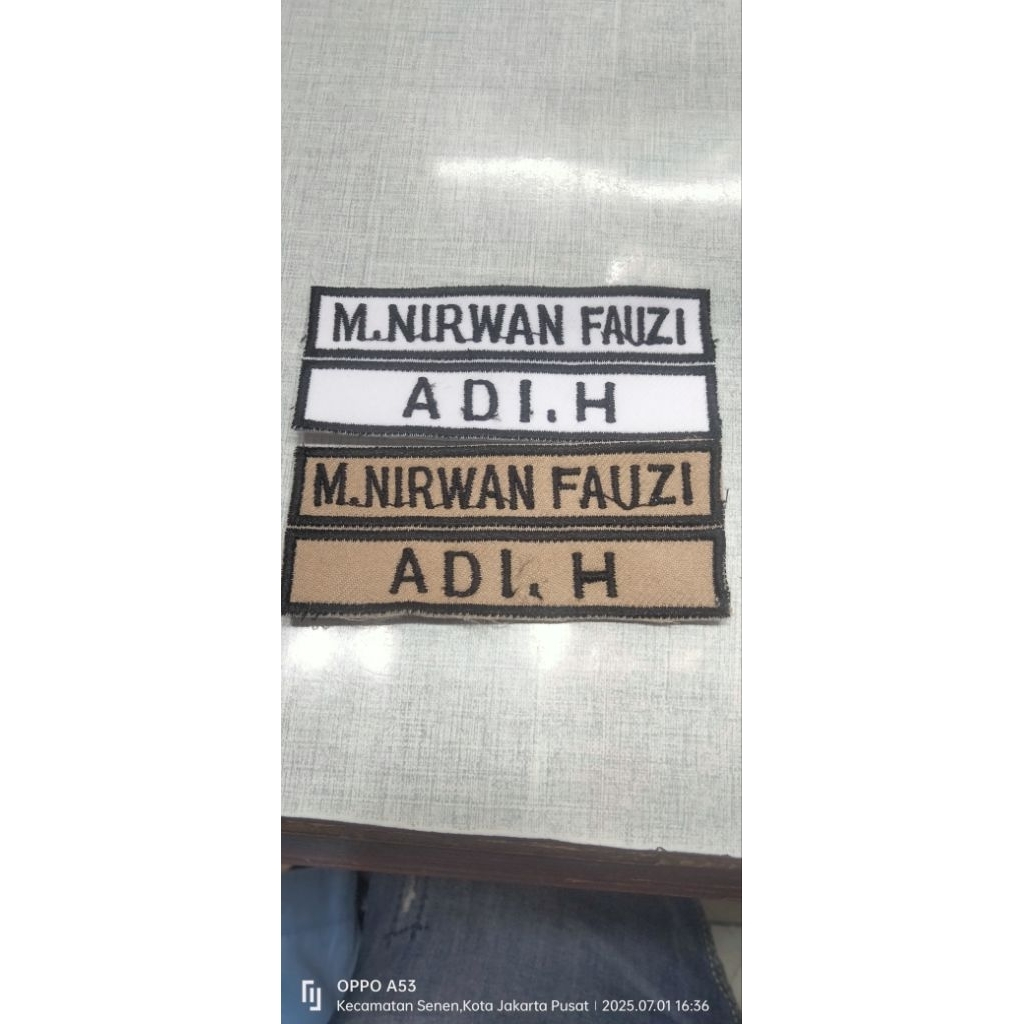 M.NIRWAN FAUZI
ADI.H
M.NIRWAN FAUZI
ADI.H
OPPO A53
Kecamatan Senen,Kota Jakarta Pusat | 2025.07.01 16:36